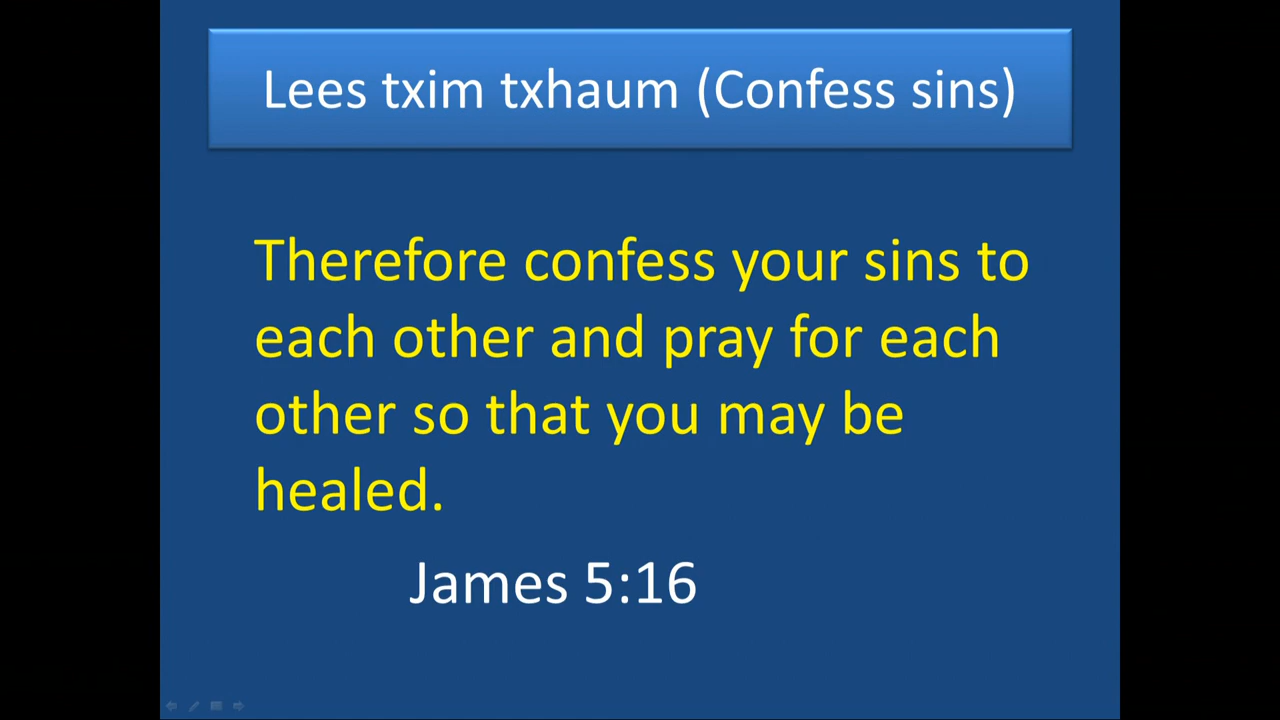 Lees txim txhaum (Confess sins)
Therefore confess your sins to
each other and pray for each
other so that you may be
healed.
James 5:16